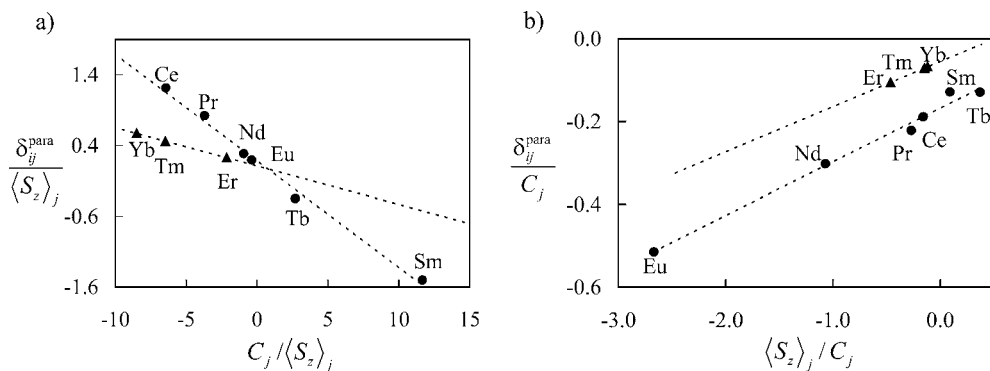 a)
δ_ij^para / ⟨S_z⟩_j
1.4
0.4
-0.6
-1.6
Ce
Pr
Nd
Eu
Yb
Tm
Er
Tb
Sm
-10 -5 0 5 10 15
C_j / ⟨S_z⟩_j
b)
δ_ij^para / C_j
0.0
-0.2
-0.4
-0.6
Tm Yb
Er
Sm
Tb
Ce
Pr
Nd
Eu
-3.0 -2.0 -1.0 0.0
⟨S_z⟩_j / C_j